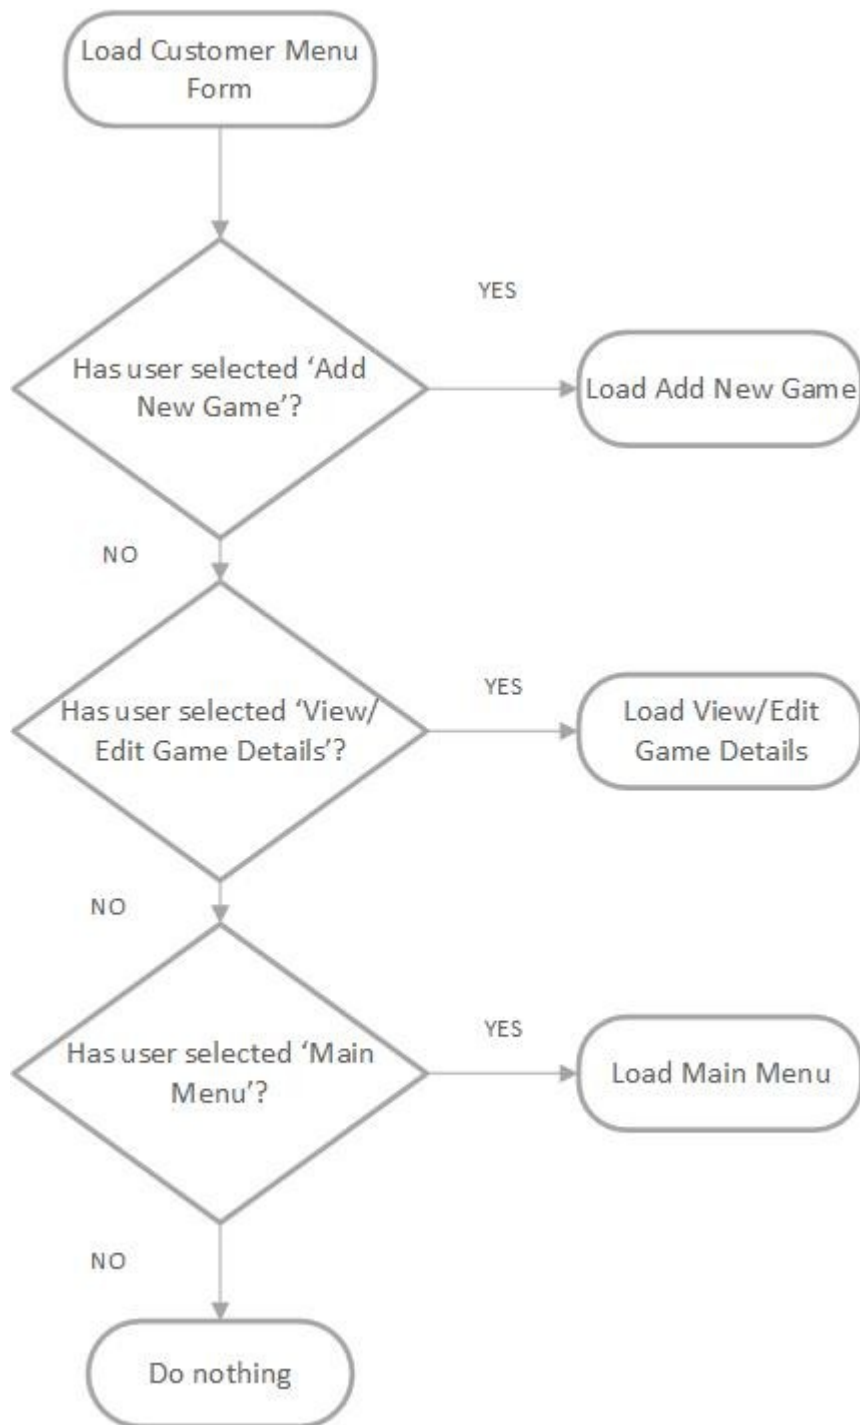 Load Customer Menu
Form
YES
Has user selected ‘Add
New Game’?
Load Add New Game
NO
YES
Has user selected ‘View/
Edit Game Details’?
Load View/Edit
Game Details
NO
YES
Has user selected ‘Main
Menu’?
Load Main Menu
NO
Do nothing